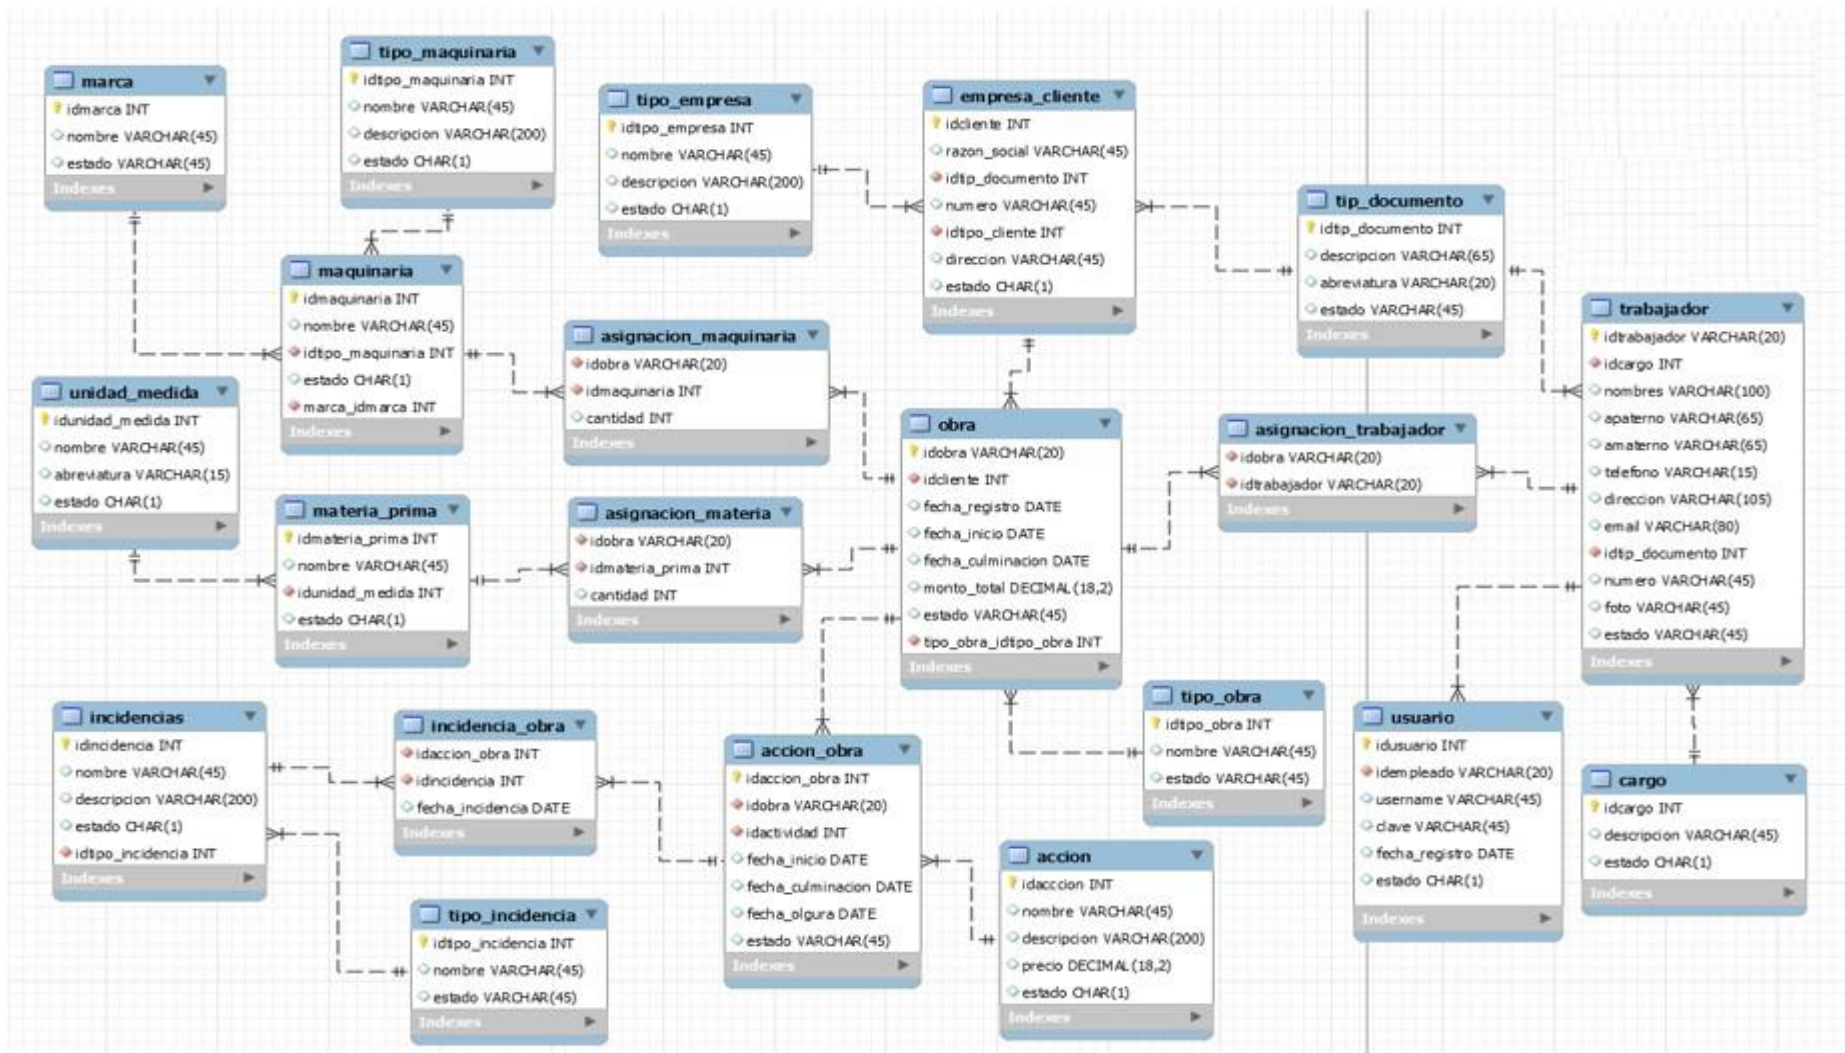 marca
idmarca INT
nombre VARCHAR(45)
estado VARCHAR(45)
Indexes
tipo_maquinaria
idtipo_maquinaria INT
nombre VARCHAR(45)
descripcion VARCHAR(200)
estado CHAR(1)
tipo_empresa
idtipo_empresa INT
nombre VARCHAR(45)
descripcion VARCHAR(200)
estado CHAR(1)
Indexes
empresa_cliente
idcliente INT
razon_social VARCHAR(45)
idtip_documento INT
numero VARCHAR(45)
idtipo_cliente INT
direccion VARCHAR(45)
estado CHAR(1)
Indexes
tip_documento
idtip_documento INT
descripcion VARCHAR(65)
abreviatura VARCHAR(20)
estado VARCHAR(45)
Indexes
trabajador
idtrabajador VARCHAR(20)
idcargo INT
nombres VARCHAR(100)
apaterno VARCHAR(65)
amaterno VARCHAR(65)
telefono VARCHAR(15)
direccion VARCHAR(105)
email VARCHAR(80)
idtip_documento INT
numero VARCHAR(45)
foto VARCHAR(45)
estado VARCHAR(45)
Indexes
maquinaria
idmaquinaria INT
nombre VARCHAR(45)
idtipo_maquinaria INT
estado CHAR(1)
marca_idmarca INT
Indexes
asignacion_maquinaria
idobra VARCHAR(20)
idmaquinaria INT
cantidad INT
Indexes
unidad_medida
idunidad_medida INT
nombre VARCHAR(45)
abreviatura VARCHAR(15)
estado CHAR(1)
Indexes
obra
idobra VARCHAR(20)
idcliente INT
fecha_registro DATE
fecha_inicio DATE
fecha_culminacion DATE
monto_total DECIMAL(18,2)
estado VARCHAR(45)
tipo_obra_idtipo_obra INT
Indexes
asignacion_trabajador
idobra VARCHAR(20)
idtrabajador VARCHAR(20)
Indexes
materia_prima
idmateria_prima INT
nombre VARCHAR(45)
idunidad_medida INT
estado CHAR(1)
Indexes
asignacion_materia
idobra VARCHAR(20)
idmateria_prima INT
cantidad INT
Indexes
incidencias
idincidencia INT
nombre VARCHAR(45)
descripcion VARCHAR(200)
estado CHAR(1)
idtipo_incidencia INT
Indexes
incidencia_obra
idaccion_obra INT
idincidencia INT
fecha_incidencia DATE
Indexes
accion_obra
idaccion_obra INT
idobra VARCHAR(20)
idactividad INT
fecha_inicio DATE
fecha_culminacion DATE
fecha_olgura DATE
estado VARCHAR(45)
Indexes
tipo_obra
idtipo_obra INT
nombre VARCHAR(45)
estado VARCHAR(45)
Indexes
usuario
idusuario INT
idempleado VARCHAR(20)
username VARCHAR(45)
clave VARCHAR(45)
fecha_registro DATE
estado CHAR(1)
Indexes
cargo
idcargo INT
descripcion VARCHAR(45)
estado CHAR(1)
Indexes
tipo_incidencia
idtipo_incidencia INT
nombre VARCHAR(45)
estado VARCHAR(45)
Indexes
accion
idacccion INT
nombre VARCHAR(45)
descripcion VARCHAR(200)
precio DECIMAL(18,2)
estado CHAR(1)
Indexes